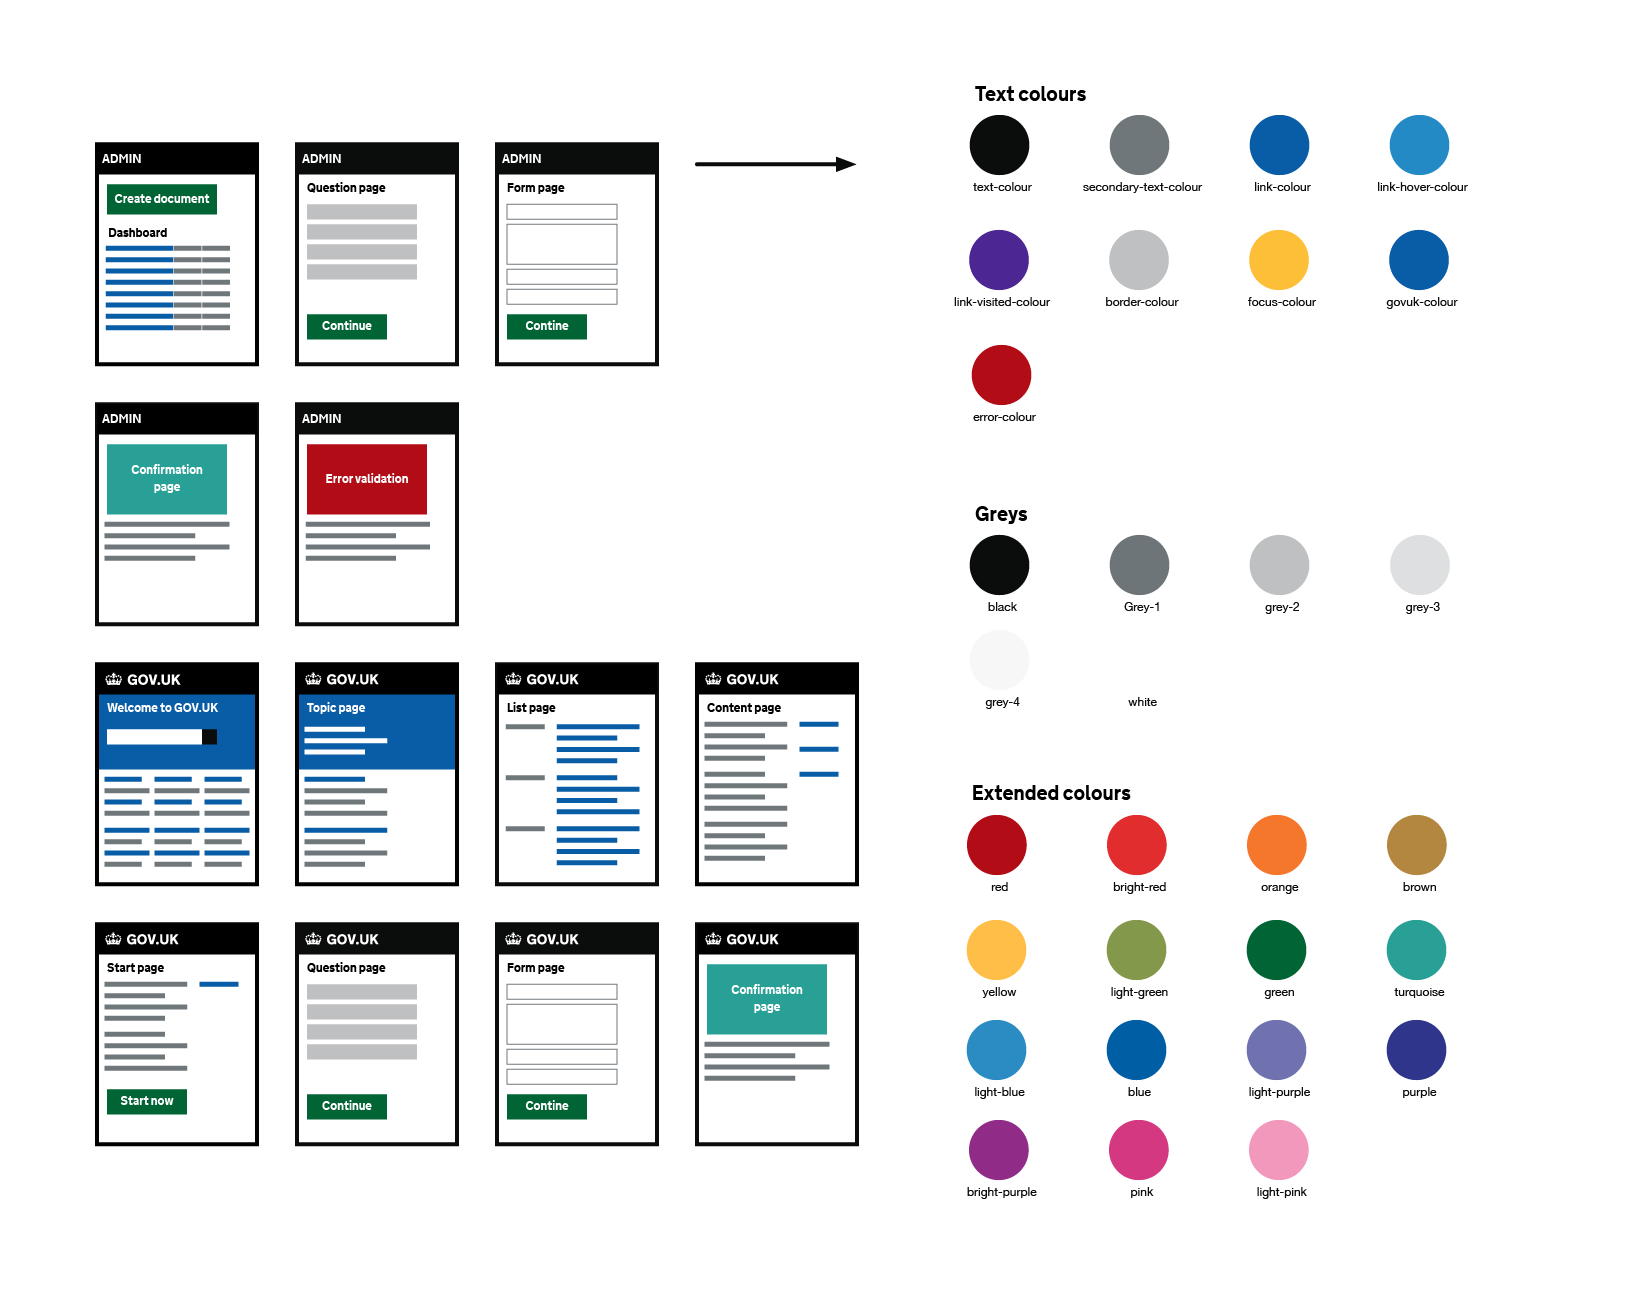 ADMIN
Create document
Dashboard
ADMIN
Question page
Continue
ADMIN
Form page
Contine
ADMIN
Confirmation
page
ADMIN
Error validation
GOV.UK
Welcome to GOV.UK
GOV.UK
Topic page
GOV.UK
List page
GOV.UK
Content page
GOV.UK
Start page
Start now
GOV.UK
Question page
Continue
GOV.UK
Form page
Contine
GOV.UK
Confirmation
page
Text colours
text-colour
secondary-text-colour
link-colour
link-hover-colour
link-visited-colour
border-colour
focus-colour
govuk-colour
error-colour
Greys
black
Grey-1
grey-2
grey-3
grey-4
white
Extended colours
red
bright-red
orange
brown
yellow
light-green
green
turquoise
light-blue
blue
light-purple
purple
bright-purple
pink
light-pink